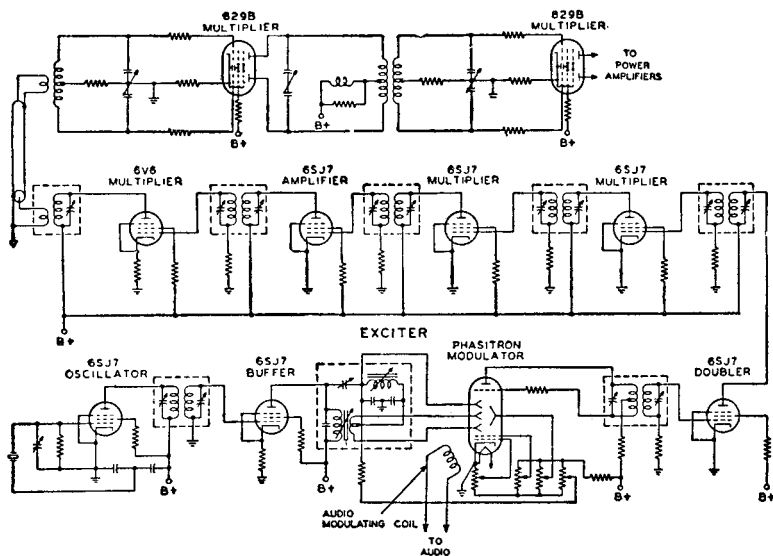 829B
MULTIPLIER
829B
MULTIPLIER
TO
POWER
AMPLIFIERS
B+
B+
B+
6V6
MULTIPLIER
6SJ7
AMPLIFIER
6SJ7
MULTIPLIER
6SJ7
MULTIPLIER
B+
EXCITER
6SJ7
OSCILLATOR
6SJ7
BUFFER
PHASITRON
MODULATOR
6SJ7
DOUBLER
B+
B+
B+
B+
AUDIO
MODULATING COIL
TO
AUDIO